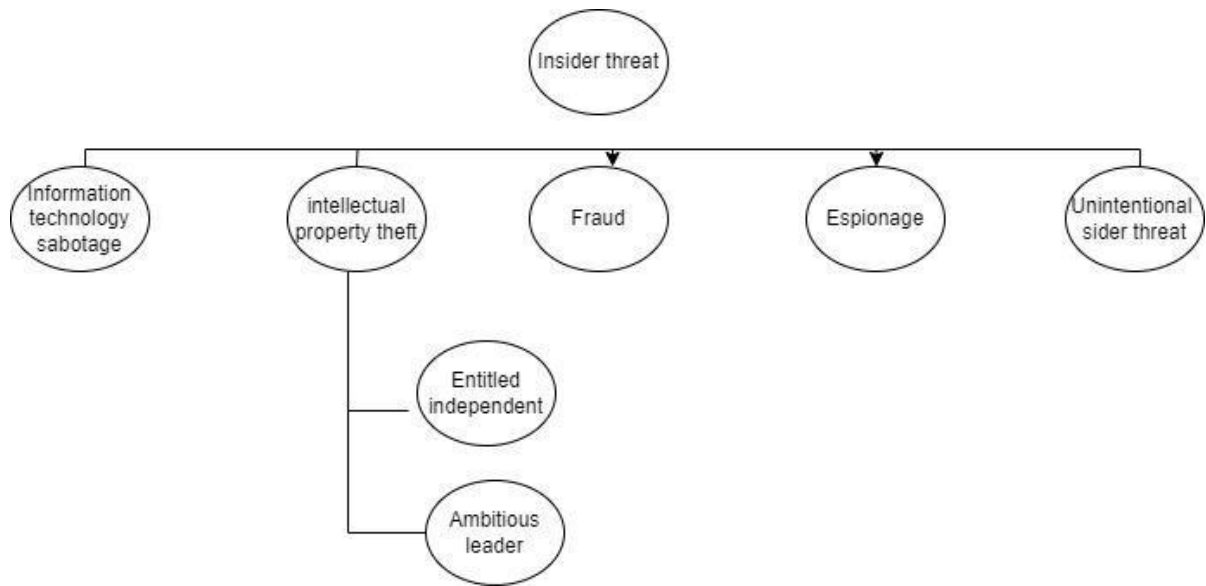 Insider threat
Information
technology
sabotage
intellectual
property theft
Fraud
Espionage
Unintentional
sider threat
Entitled
independent
Ambitious
leader